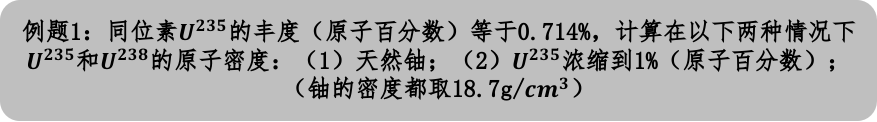 例题1：同位素U²³⁵的丰度（原子百分数）等于0.714%，计算在以下两种情况下
U²³⁵和U²³⁸的原子密度：（1）天然铀；（2）U²³⁵浓缩到1%（原子百分数）；
（铀的密度都取18.7g/cm³）